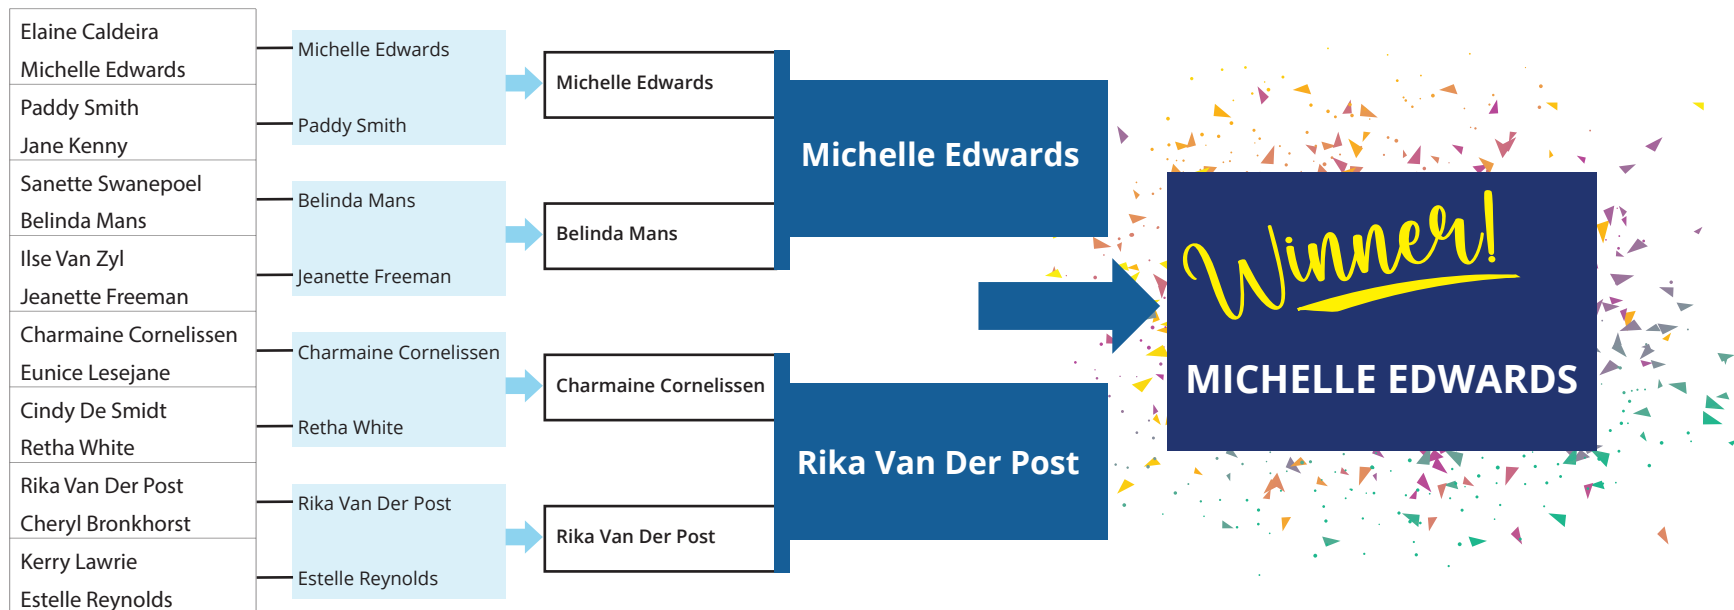 Elaine Caldeira
Michelle Edwards
Paddy Smith
Jane Kenny
Sanette Swanepoel
Belinda Mans
Ilse Van Zyl
Jeanette Freeman
Charmaine Cornelissen
Eunice Lesejane
Cindy De Smidt
Retha White
Rika Van Der Post
Cheryl Bronkhorst
Kerry Lawrie
Estelle Reynolds
Michelle Edwards
Paddy Smith
Belinda Mans
Jeanette Freeman
Charmaine Cornelissen
Retha White
Rika Van Der Post
Estelle Reynolds
Michelle Edwards
Belinda Mans
Charmaine Cornelissen
Rika Van Der Post
Michelle Edwards
Rika Van Der Post
Winner!
MICHELLE EDWARDS